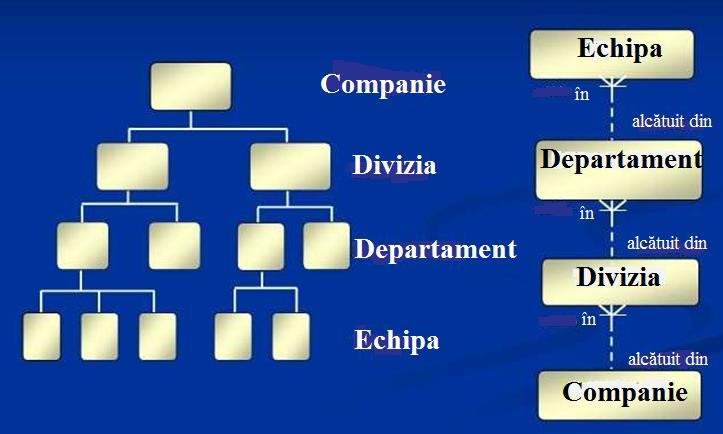 Companie
Divizia
Departament
Echipa
Echipa
în
alcătuit din
Departament
în
alcătuit din
Divizia
în
alcătuit din
Companie